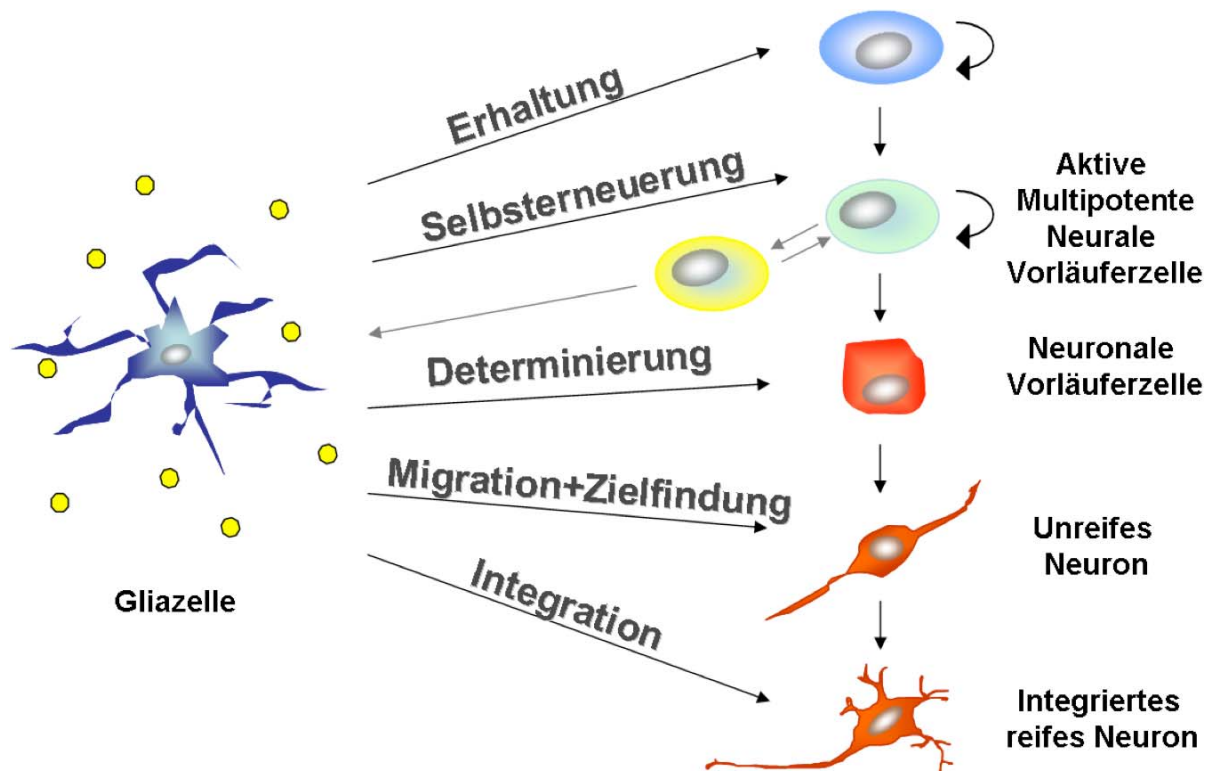 Erhaltung
Selbsterneuerung
Aktive
Multipotente
Neurale
Vorläuferzelle
Determinierung
Neuronale
Vorläuferzelle
Migration+Zielfindung
Unreifes
Neuron
Gliazelle
Integration
Integriertes
reifes Neuron